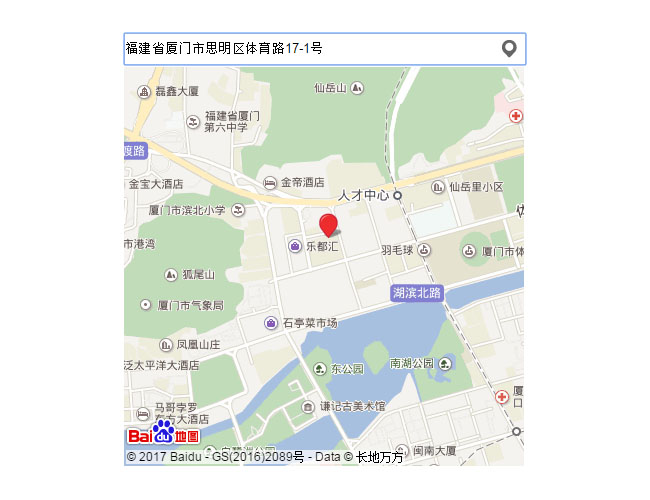 福建省厦门市思明区体育路17-1号
仙岳山
磊鑫大厦
福建省厦门
第六中学
渡路
金宝大酒店
金帝酒店
仙岳里小区
人才中心
厦门市滨北小学
体
市港湾
乐都汇
羽毛球
厦门市体
狐尾山
湖滨北路
厦门市气象局
石亭菜市场
凤凰山庄
泛太平洋大酒店
东公园
南湖公园
厦
口
马哥孛罗
东方大酒店
谦记古美术馆
Baidu地图
闽南大厦
© 2017 Baidu - GS(2016)2089号 - Data © 长地万方